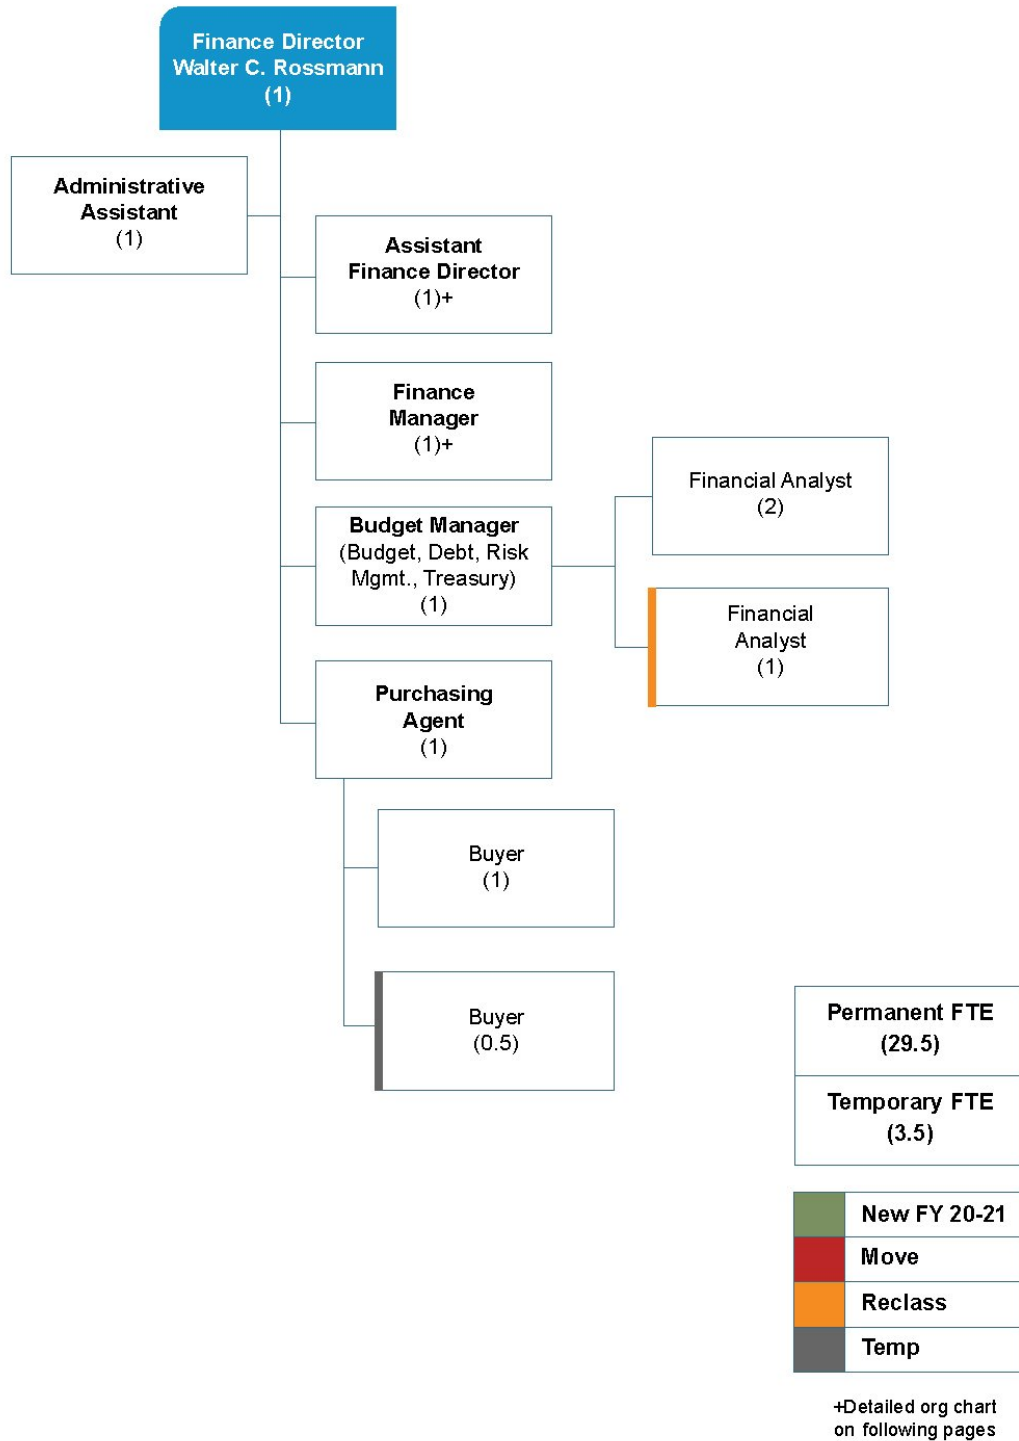 Finance Director
Walter C. Rossmann
(1)
Administrative
Assistant
(1)
Assistant
Finance Director
(1)+
Finance
Manager
(1)+
Budget Manager
(Budget, Debt, Risk
Mgmt., Treasury)
(1)
Financial Analyst
(2)
Financial
Analyst
(1)
Purchasing
Agent
(1)
Buyer
(1)
Buyer
(0.5)
Permanent FTE
(29.5)
Temporary FTE
(3.5)
New FY 20-21
Move
Reclass
Temp
+Detailed org chart
on following pages